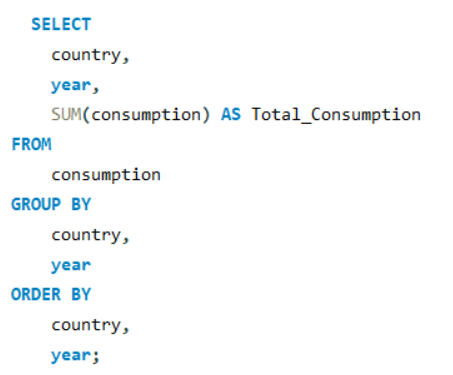 SELECT
country,
year,
SUM(consumption) AS Total_Consumption
FROM
consumption
GROUP BY
country,
year
ORDER BY
country,
year;